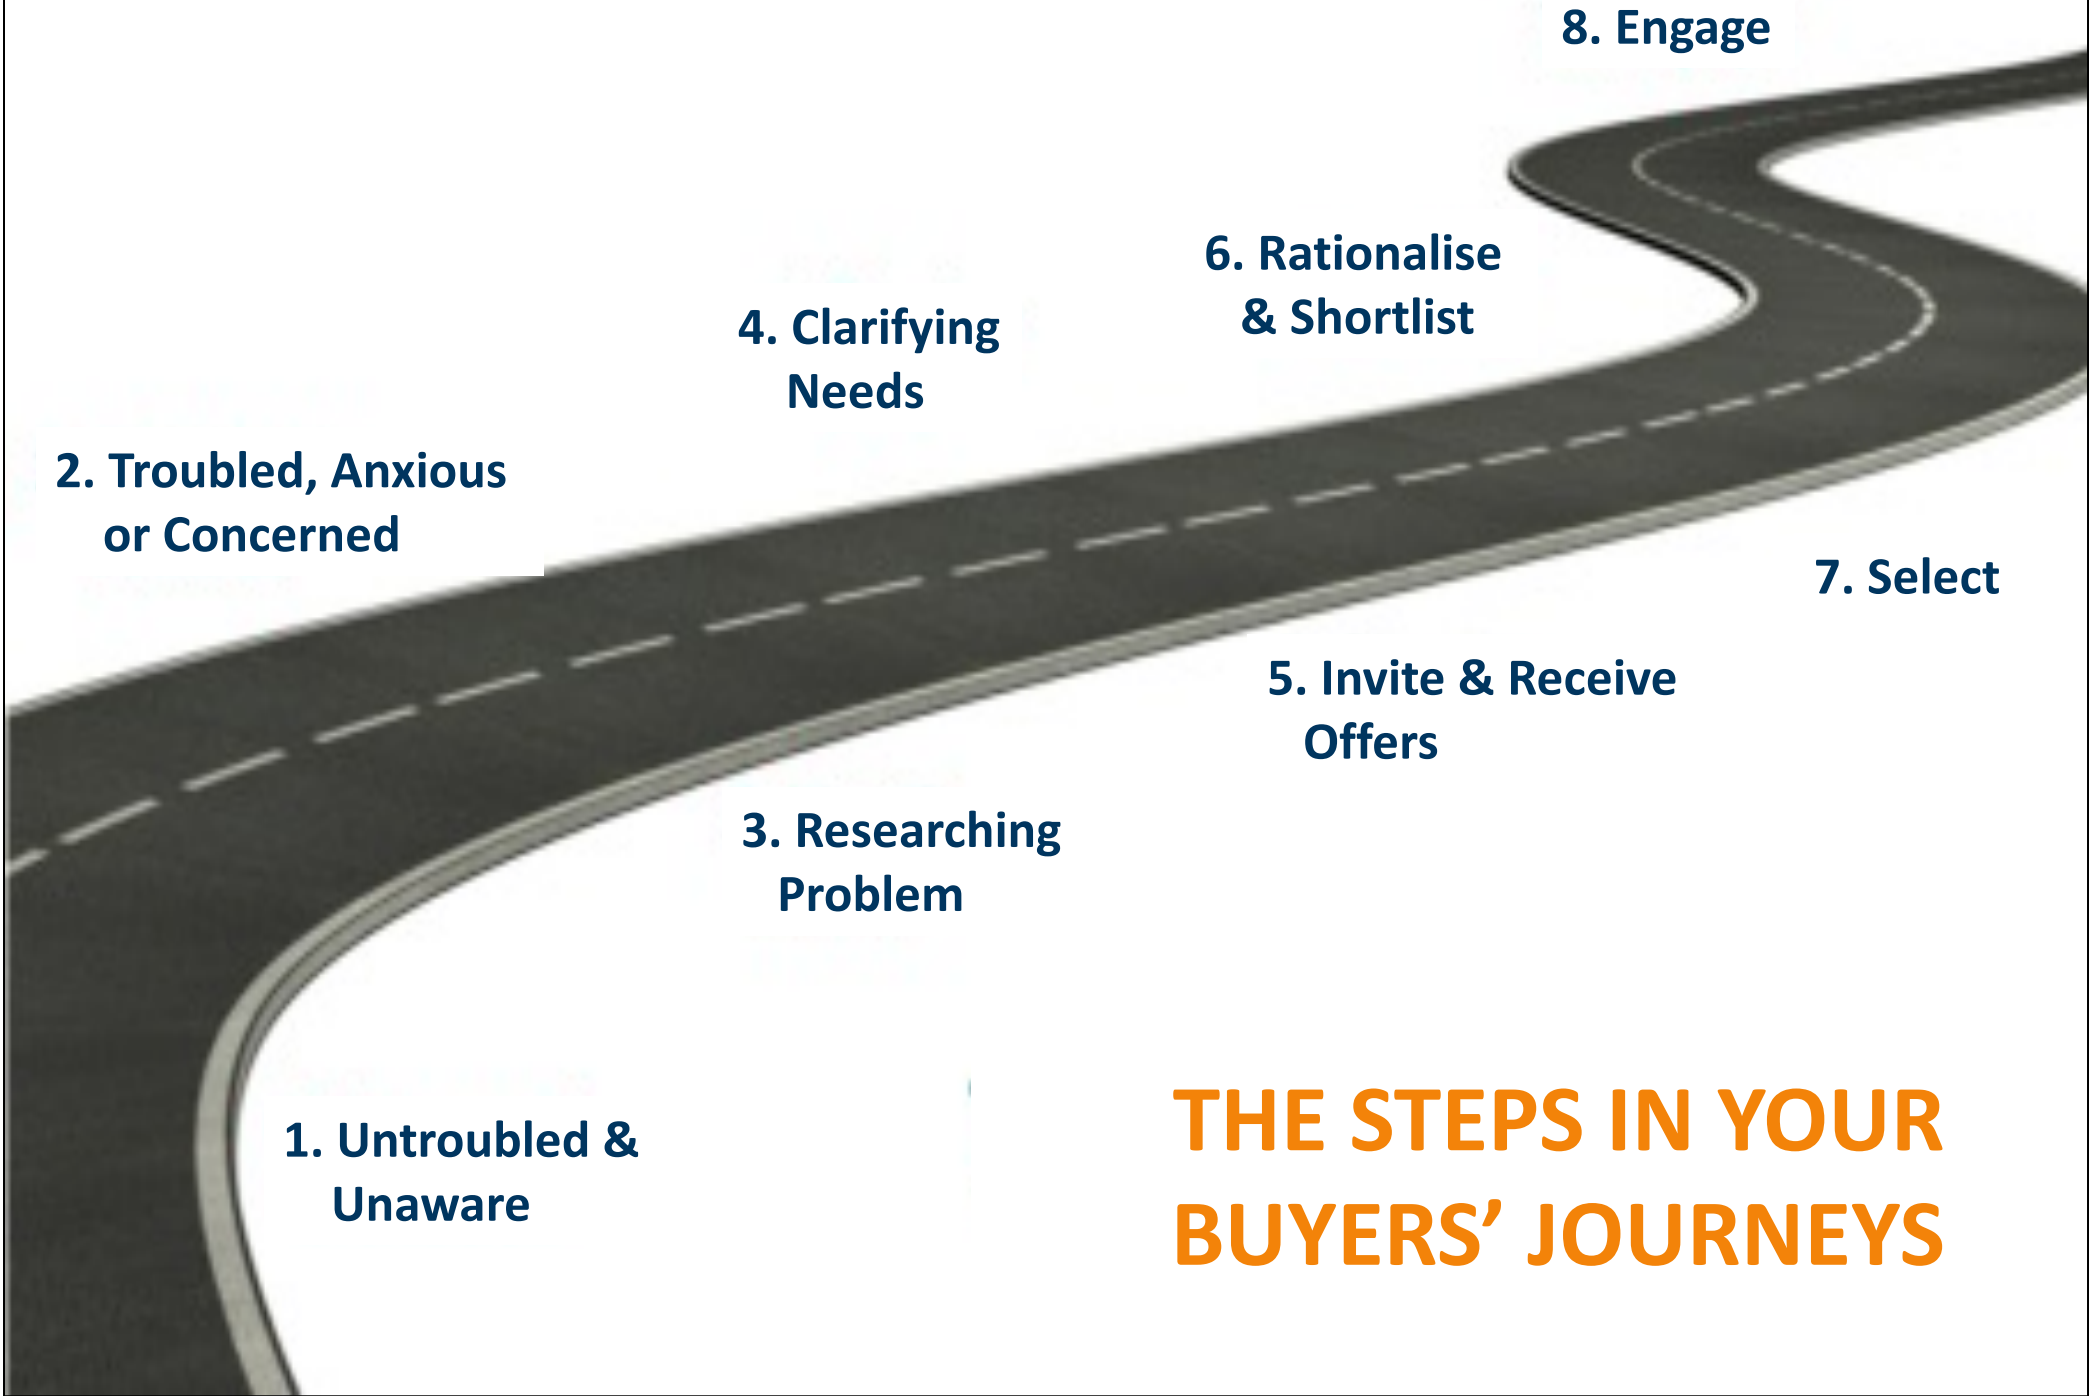 8. Engage
6. Rationalise
& Shortlist
4. Clarifying
Needs
2. Troubled, Anxious
or Concerned
7. Select
5. Invite & Receive
Offers
3. Researching
Problem
1. Untroubled &
Unaware
THE STEPS IN YOUR
BUYERS’ JOURNEYS